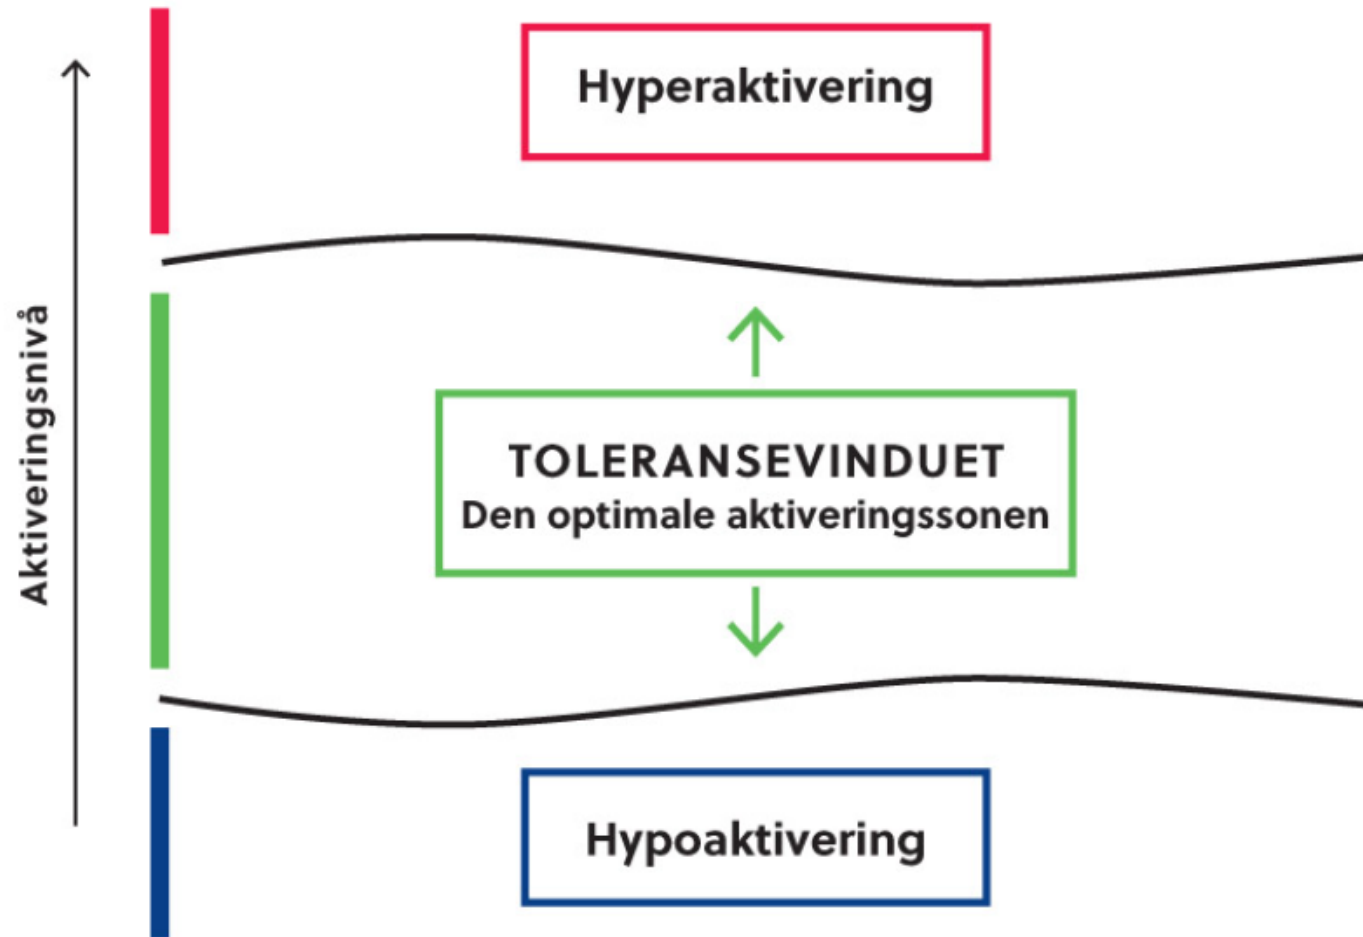 Hyperaktivering
Aktiveringsnivå
TOLERANSEVINDUET
Den optimale aktiveringssonen
Hypoaktivering